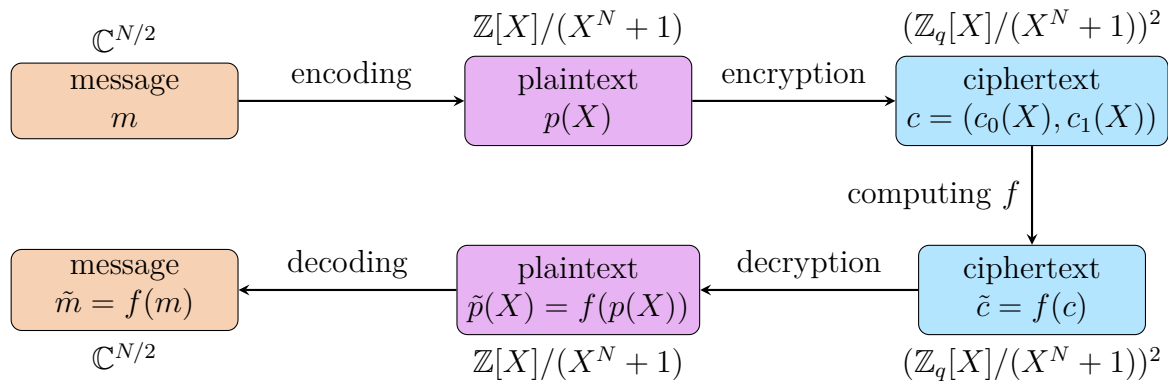 ℂ^{N/2}
ℤ[X]/(X^N + 1)
(ℤ_q[X]/(X^N + 1))^2
message
m
encoding
plaintext
p(X)
encryption
ciphertext
c = (c_0(X), c_1(X))
computing f
message
m̃ = f(m)
decoding
plaintext
p̃(X) = f(p(X))
decryption
ciphertext
c̃ = f(c)
ℂ^{N/2}
ℤ[X]/(X^N + 1)
(ℤ_q[X]/(X^N + 1))^2